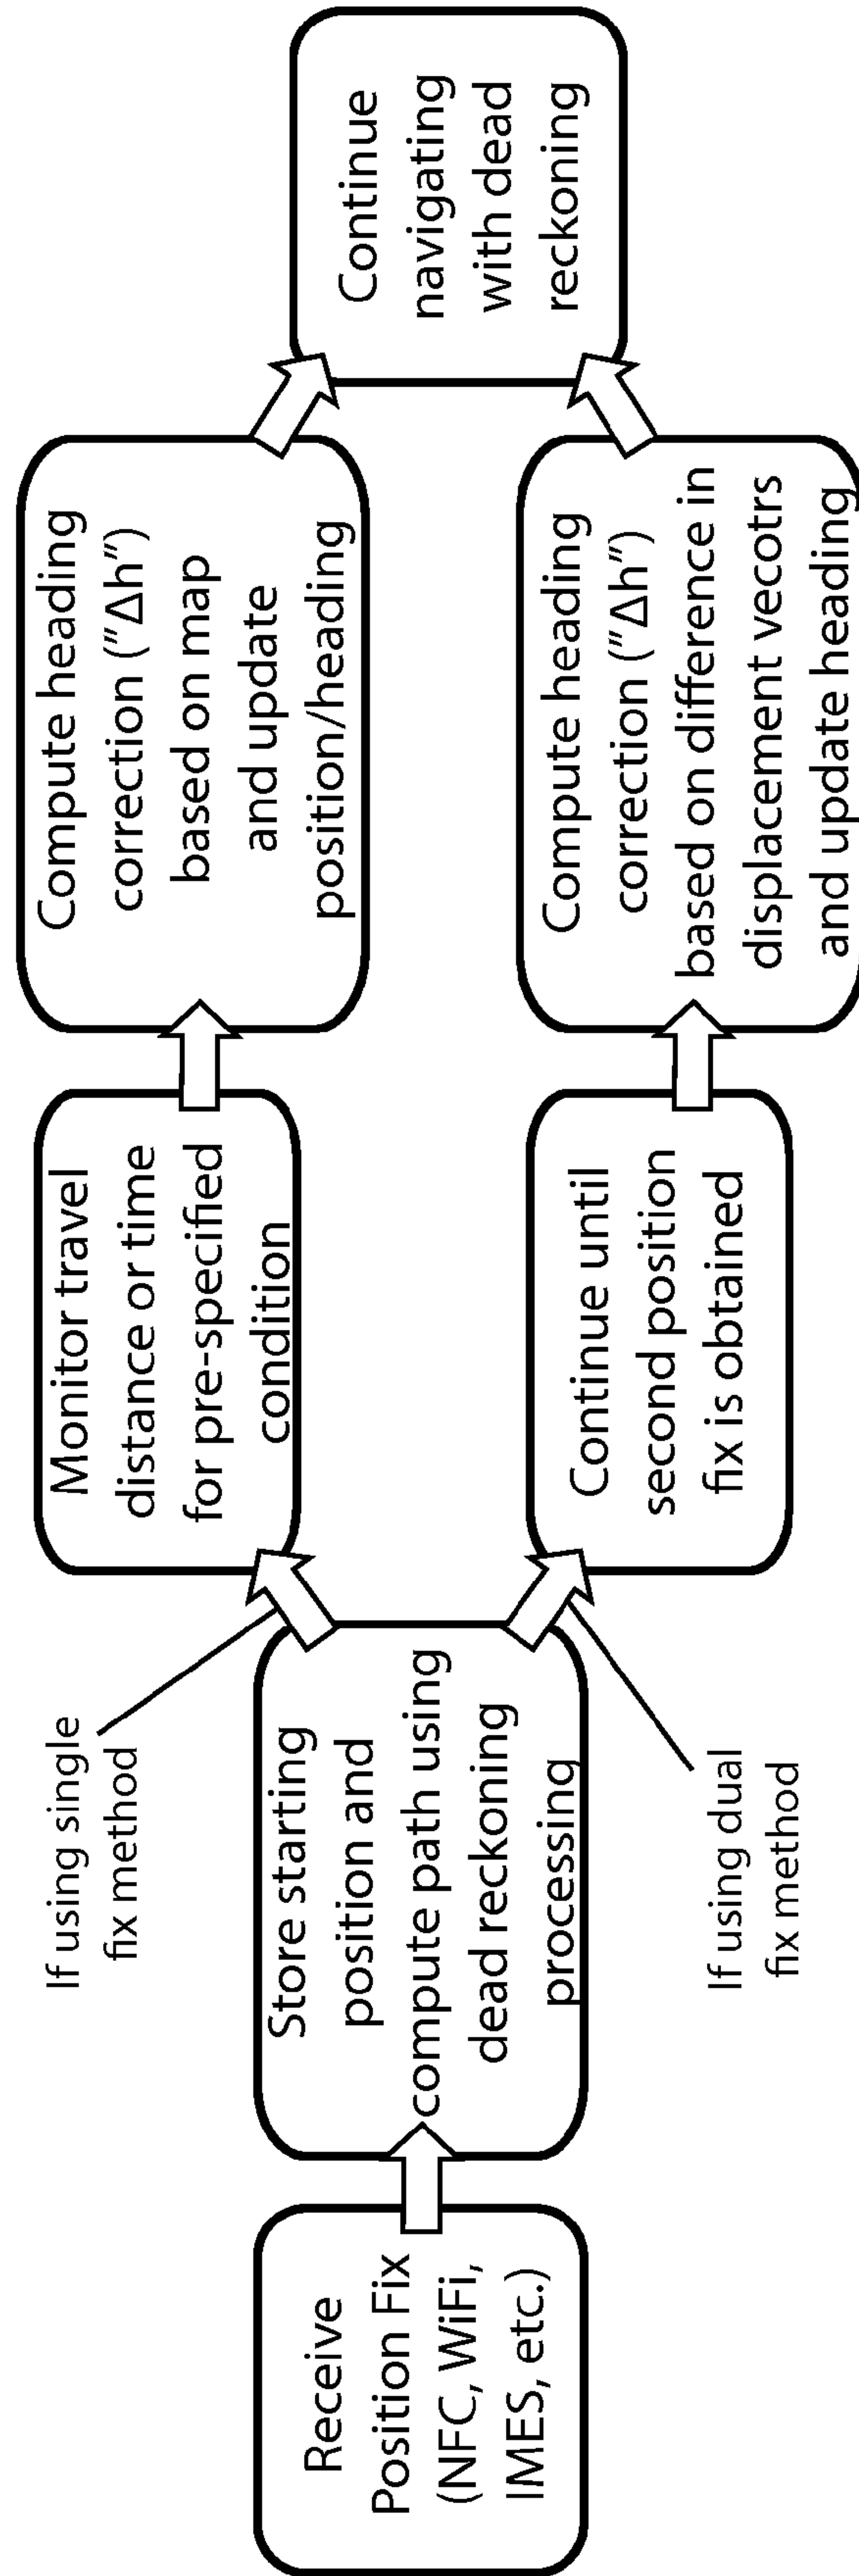 Receive
Position Fix
(NFC, WiFi,
IMES, etc.)
Store starting
position and
compute path using
dead reckoning
processing
If using single
fix method
Monitor travel
distance or time
for pre-specified
condition
Compute heading
correction ("Δh")
based on map
and update
position/heading
If using dual
fix method
Continue until
second position
fix is obtained
Compute heading
correction ("Δh")
based on difference in
displacement vecotrs
and update heading
Continue
navigating
with dead
reckoning